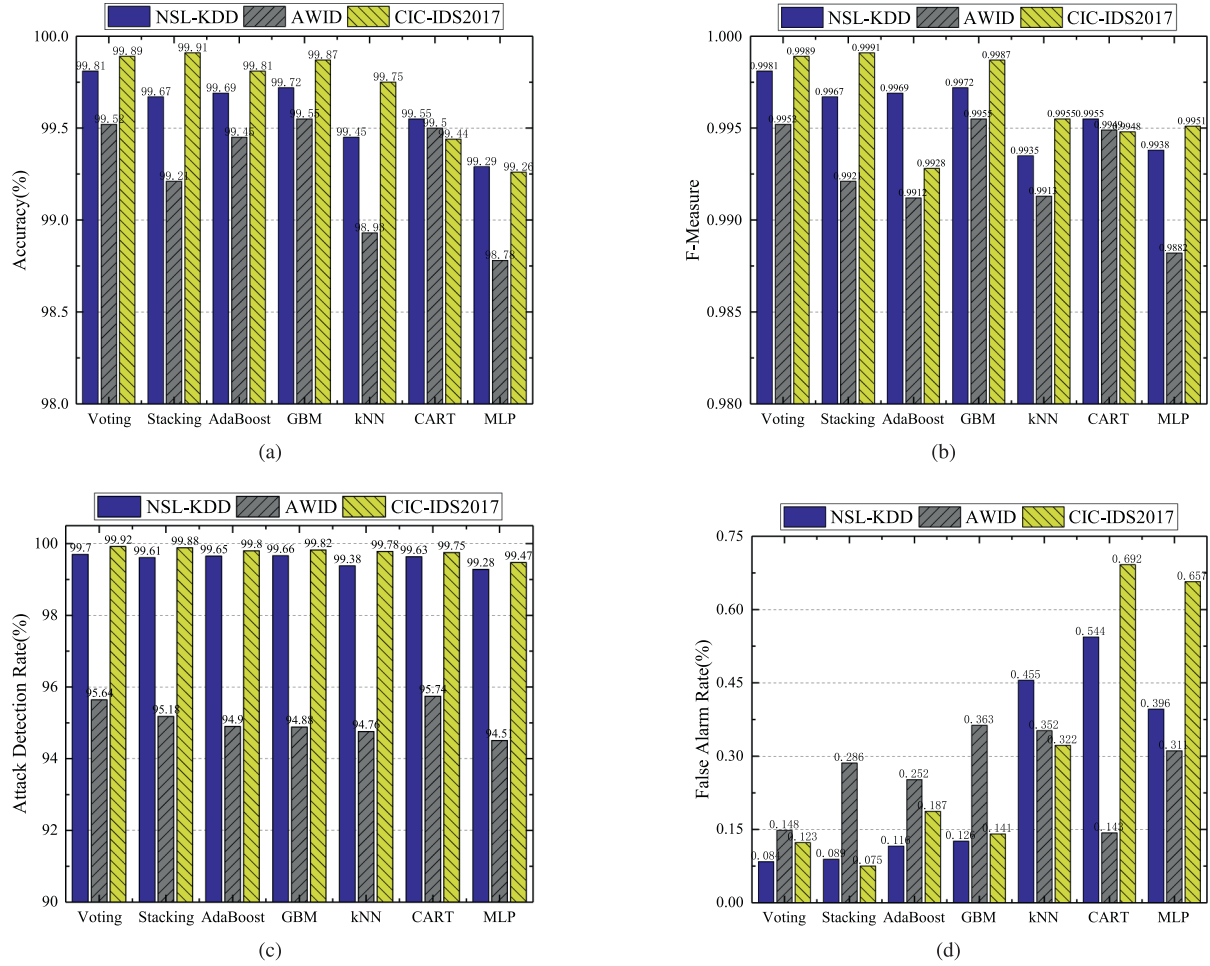 NSL-KDD AWID CIC-IDS2017
100.0
99.5
99.0
98.5
98.0
Accuracy(%)
99.81 99.52 99.89
99.67 99.21 99.91
99.69 99.45 99.81
99.72 99.55 99.87
99.45 98.93 99.75
99.55 99.5 99.44
99.29 98.78 99.26
Voting Stacking AdaBoost GBM kNN CART MLP
(a)
NSL-KDD AWID CIC-IDS2017
1.000
0.995
0.990
0.985
0.980
F-Measure
0.9981 0.9952 0.9989
0.9967 0.992 0.9991
0.9969 0.9912 0.9928
0.9972 0.9955 0.9987
0.9935 0.9913 0.9955
0.9955 0.9949 0.9948
0.9938 0.9882 0.9951
Voting Stacking AdaBoost GBM kNN CART MLP
(b)
NSL-KDD AWID CIC-IDS2017
100
98
96
94
92
90
Attack Detection Rate(%)
99.7 95.64 99.92
99.61 95.18 99.88
99.65 94.9 99.8
99.66 94.88 99.82
99.38 94.76 99.78
99.63 95.74 99.75
99.28 94.5 99.47
Voting Stacking AdaBoost GBM kNN CART MLP
(c)
NSL-KDD AWID CIC-IDS2017
0.75
0.60
0.45
0.30
0.15
0.00
False Alarm Rate(%)
0.084 0.148 0.123
0.089 0.286 0.075
0.116 0.252 0.187
0.126 0.363 0.141
0.455 0.352 0.322
0.544 0.143 0.692
0.396 0.31 0.657
Voting Stacking AdaBoost GBM kNN CART MLP
(d)